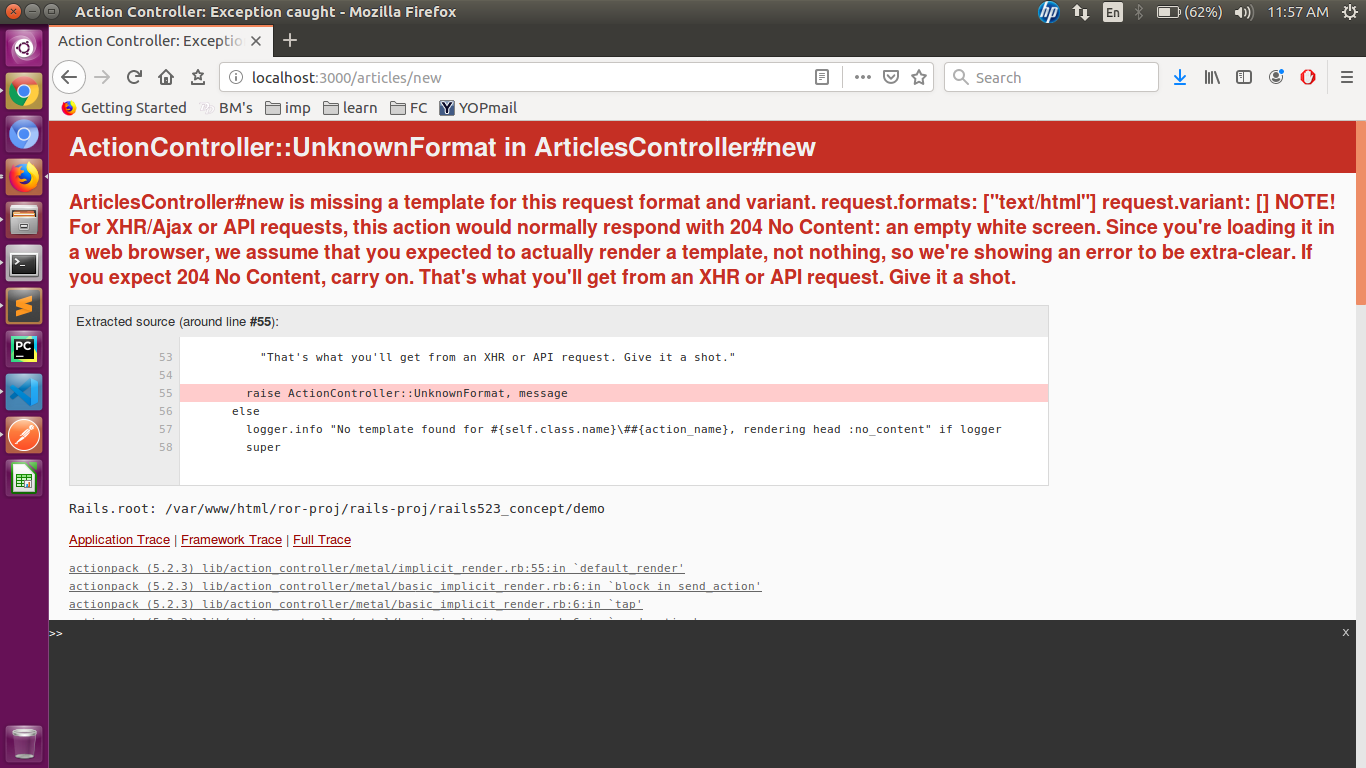 Action Controller: Exception caught - Mozilla Firefox
hp En (62%) 11:57 AM
Action Controller: Exceptio
localhost:3000/articles/new
Search
Getting Started BM's imp learn FC Y YOPmail
ActionController::UnknownFormat in ArticlesController#new
ArticlesController#new is missing a template for this request format and variant. request.formats: ["text/html"] request.variant: [] NOTE!
For XHR/Ajax or API requests, this action would normally respond with 204 No Content: an empty white screen. Since you're loading it in
a web browser, we assume that you expected to actually render a template, not nothing, so we're showing an error to be extra-clear. If
you expect 204 No Content, carry on. That's what you'll get from an XHR or API request. Give it a shot.
Extracted source (around line #55):
53 "That's what you'll get from an XHR or API request. Give it a shot."
54
55 raise ActionController::UnknownFormat, message
56 else
57 logger.info "No template found for #{self.class.name}\##{action_name}, rendering head :no_content" if logger
58 super
Rails.root: /var/www/html/ror-proj/rails-proj/rails523_concept/demo
Application Trace | Framework Trace | Full Trace
actionpack (5.2.3) lib/action_controller/metal/implicit_render.rb:55:in `default_render'
actionpack (5.2.3) lib/action_controller/metal/basic_implicit_render.rb:6:in `block in send_action'
actionpack (5.2.3) lib/action_controller/metal/basic_implicit_render.rb:6:in `tap'
>> x
PC